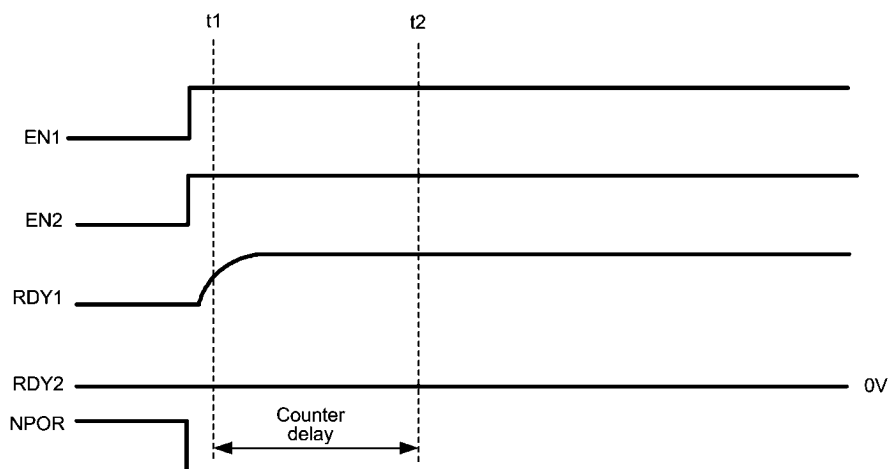 t1
t2
EN1
EN2
RDY1
RDY2
0V
NPOR
Counter
delay